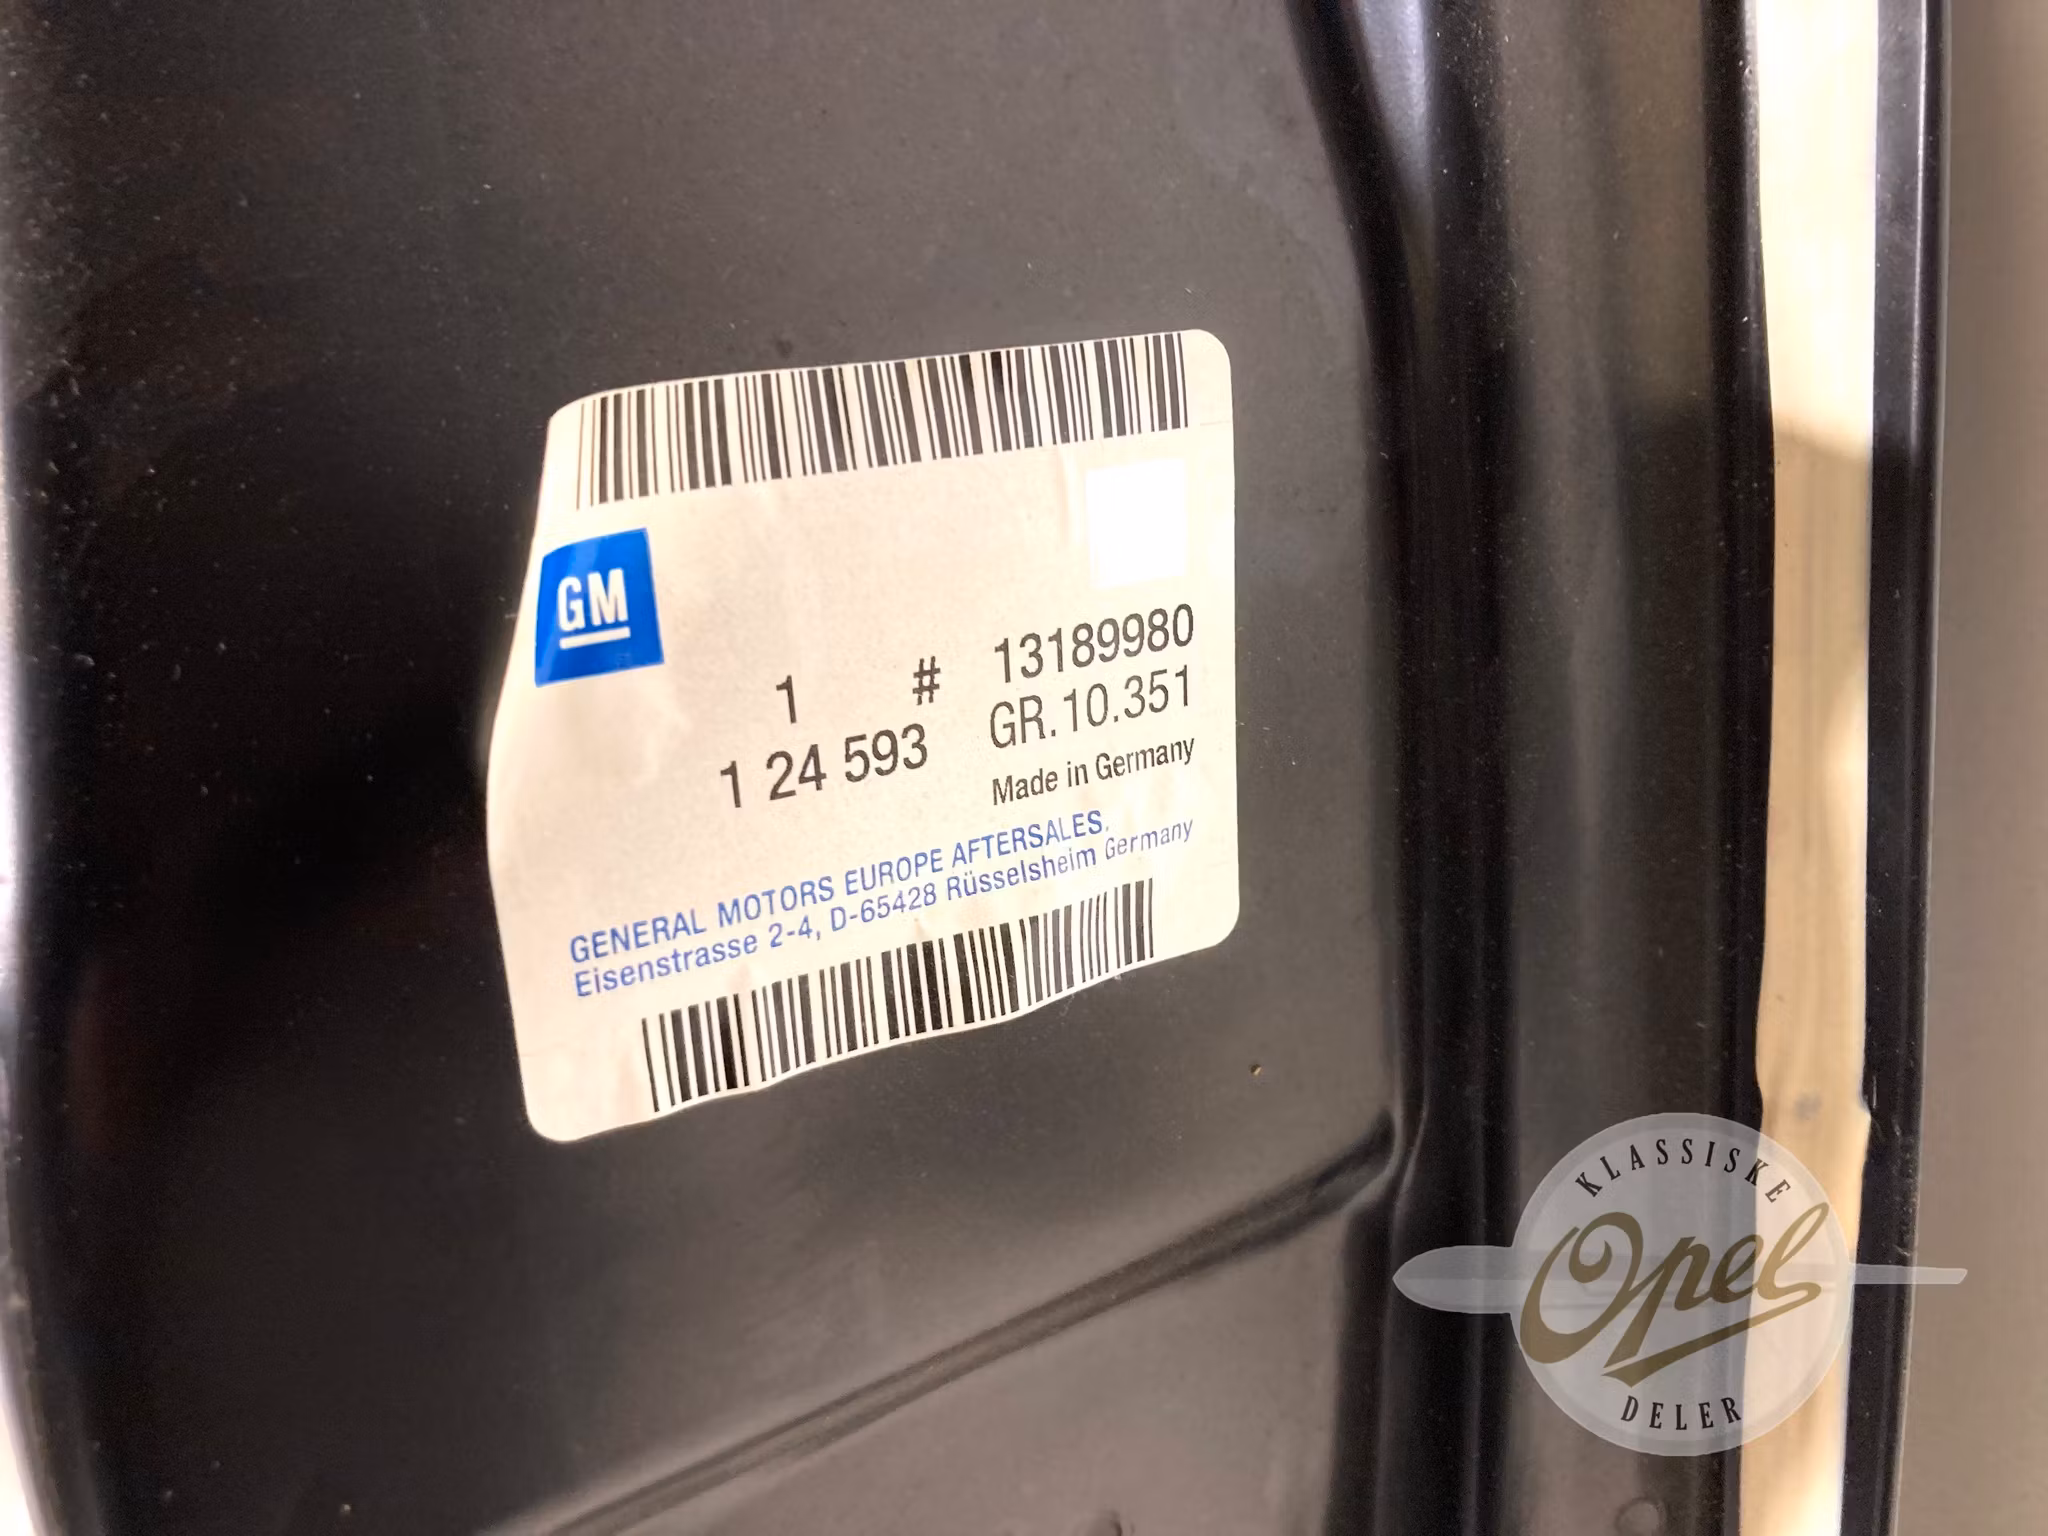 GM
1 # 13189980
1 24 593 GR.10.351
Made in Germany
GENERAL MOTORS EUROPE AFTERSALES.
Eisenstrasse 2-4, D-65428 Rüsselsheim Germany
KLASSISKE
Opel
DELER